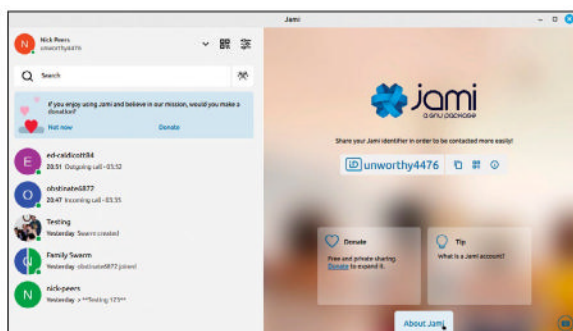 Jami
Nick Peers
unworthy4476
Search
If you enjoy using Jami and believe in our mission, would you make a
donation?
Not now
Donate
E
ed-caldicott84
20:51 Outgoing call - 03:52
O
obstinate6872
20:47 Incoming call - 03:35
Testing
Yesterday Swarm created
Family Swarm
Yesterday obstinate6872 joined
N
nick-peers
Yesterday > **Testing 123**
jami
a GNU package
Share your Jami identifier in order to be contacted more easily!
iD unworthy4476
Donate
Free and private sharing.
Donate to expand it.
Tip
What is a Jami account?
About Jami